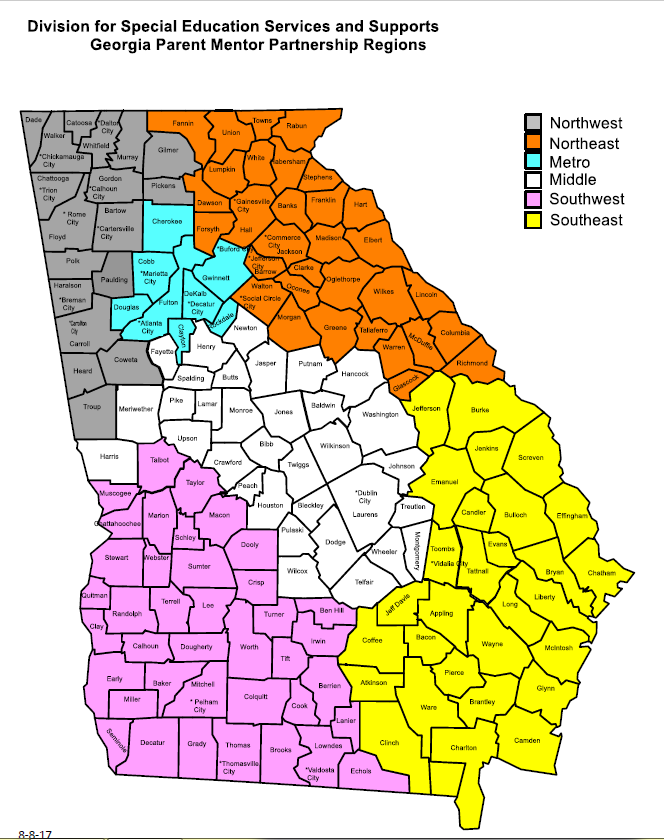 Division for Special Education Services and Supports
Georgia Parent Mentor Partnership Regions
Northwest
Northeast
Metro
Middle
Southwest
Southeast
Dade
Catoosa
*Dalton
City
Walker
Whitfield
Murray
*Chickamauga
City
Fannin
Union
Towns
Rabun
Gilmer
White
Habersham
Lumpkin
Stephens
Chattooga
*Trion
City
Gordon
*Calhoun
City
Pickens
Dawson
*Gainesville
City
Hall
Banks
Franklin
Hart
* Rome
City
Floyd
Bartow
*Cartersville
City
Cherokee
Forsyth
*Commerce
City
Jackson
Madison
Elbert
*Buford City
*Jefferson
City
Barrow
Clarke
Polk
Paulding
Cobb
*Marietta
City
Gwinnett
Haralson
*Breman
City
Walton
*Social Circle
City
Oconee
Oglethorpe
Wilkes
Lincoln
Douglas
Fulton
DeKalb
*Decatur
City
*Atlanta
City
Rockdale
Newton
Morgan
Greene
Taliaferro
McDuffie
Columbia
Warren
Richmond
*Carrollton
City
Carroll
Clayton
Fayette
Henry
Heard
Coweta
Spalding
Butts
Jasper
Putnam
Hancock
Glascock
Troup
Meriwether
Pike
Lamar
Monroe
Jones
Baldwin
Washington
Jefferson
Burke
Upson
Bibb
Wilkinson
Jenkins
Screven
Harris
Talbot
Crawford
Twiggs
Johnson
Emanuel
Taylor
Peach
Muscogee
Houston
Bleckley
*Dublin
City
Laurens
Treutlen
Candler
Bulloch
Effingham
Chattahoochee
Marion
Macon
Schley
Pulaski
Dodge
Wheeler
Montgomery
Toombs
*Vidalia City
Evans
Tattnall
Bryan
Chatham
Stewart
Webster
Sumter
Dooly
Crisp
Wilcox
Telfair
Quitman
Randolph
Terrell
Lee
Turner
Ben Hill
Jeff Davis
Appling
Long
Liberty
Clay
Calhoun
Dougherty
Worth
Tift
Irwin
Coffee
Bacon
Wayne
McIntosh
Early
Baker
Mitchell
* Pelham
City
Miller
Colquitt
Cook
Berrien
Atkinson
Pierce
Ware
Brantley
Glynn
Lanier
Seminole
Decatur
Grady
Thomas
*Thomasville
City
Brooks
Lowndes
*Valdosta
City
Echols
Clinch
Charlton
Camden
8-8-17